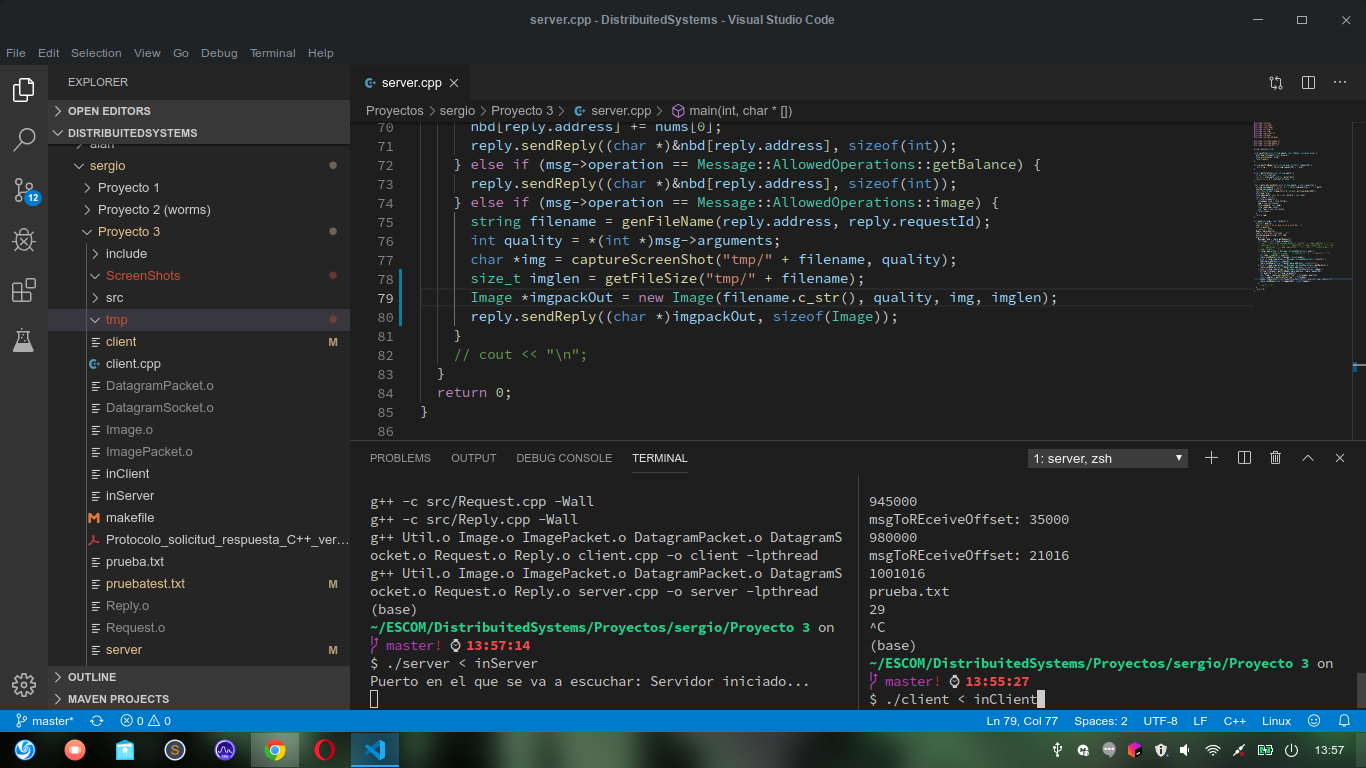 server.cpp - DistribuitedSystems - Visual Studio Code
File Edit Selection View Go Debug Terminal Help
EXPLORER
OPEN EDITORS
DISTRIBUITEDSYSTEMS
alan
sergio
Proyecto 1
Proyecto 2 (worms)
Proyecto 3
include
ScreenShots
src
tmp
client M
client.cpp
DatagramPacket.o
DatagramSocket.o
Image.o
ImagePacket.o
inClient
inServer
makefile
Protocolo_solicitud_respuesta_C++_ver...
prueba.txt
pruebatest.txt M
Reply.o
Request.o
server M
OUTLINE
MAVEN PROJECTS
12
server.cpp
Proyectos > sergio > Proyecto 3 > server.cpp > main(int, char * [])
70 nbd[reply.address] += nums[0];
71 reply.sendReply((char *)&nbd[reply.address], sizeof(int));
72 } else if (msg->operation == Message::AllowedOperations::getBalance) {
73 reply.sendReply((char *)&nbd[reply.address], sizeof(int));
74 } else if (msg->operation == Message::AllowedOperations::image) {
75 string filename = genFileName(reply.address, reply.requestId);
76 int quality = *(int *)msg->arguments;
77 char *img = captureScreenShot("tmp/" + filename, quality);
78 size_t imglen = getFileSize("tmp/" + filename);
79 Image *imgpackOut = new Image(filename.c_str(), quality, img, imglen);
80 reply.sendReply((char *)imgpackOut, sizeof(Image));
81 }
82 // cout << "\n";
83 }
84 return 0;
85 }
86
PROBLEMS OUTPUT DEBUG CONSOLE TERMINAL
1: server, zsh
g++ -c src/Request.cpp -Wall
g++ -c src/Reply.cpp -Wall
g++ Util.o Image.o ImagePacket.o DatagramPacket.o DatagramS
ocket.o Request.o Reply.o client.cpp -o client -lpthread
g++ Util.o Image.o ImagePacket.o DatagramPacket.o DatagramS
ocket.o Request.o Reply.o server.cpp -o server -lpthread
(base)
~/ESCOM/DistribuitedSystems/Proyectos/sergio/Proyecto 3 on
master! ⌚ 13:57:14
$ ./server < inServer
Puerto en el que se va a escuchar: Servidor iniciado...
945000
msgToREceiveOffset: 35000
980000
msgToREceiveOffset: 21016
1001016
prueba.txt
29
^C
(base)
~/ESCOM/DistribuitedSystems/Proyectos/sergio/Proyecto 3 on
master! ⌚ 13:55:27
$ ./client < inClient
master* 0 0 Ln 79, Col 77 Spaces: 2 UTF-8 LF C++ Linux
13:57